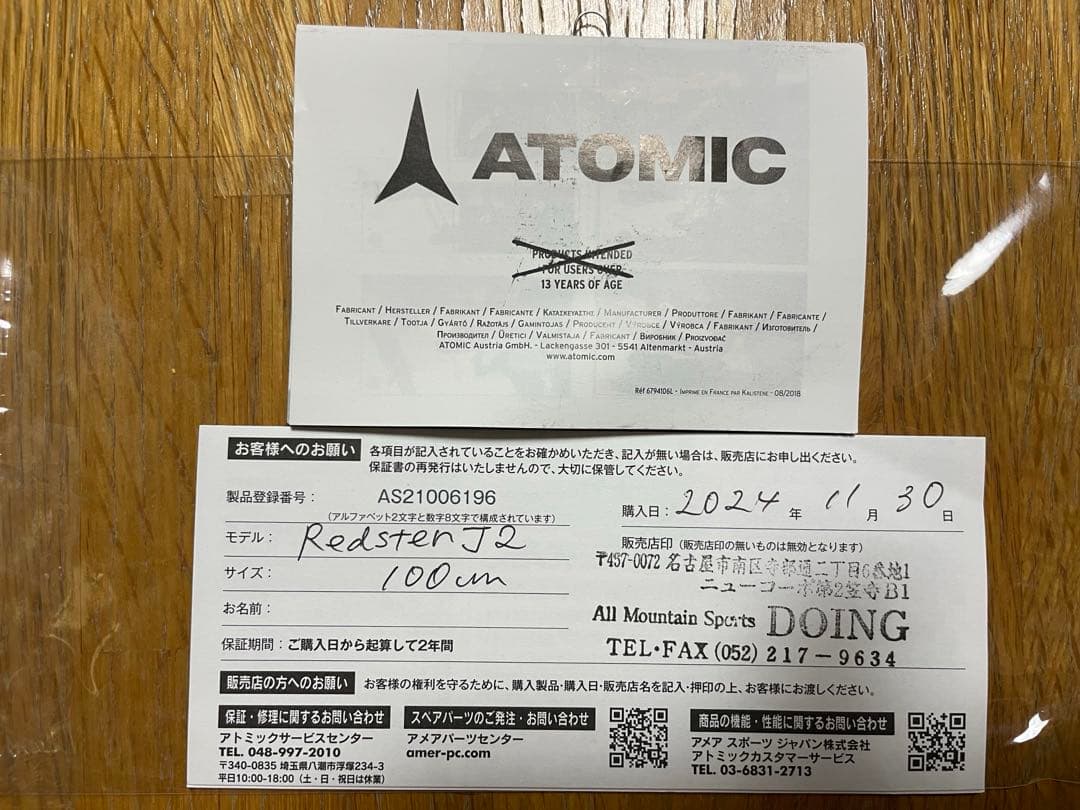 ATOMIC
PRODUCTS INTENDED
FOR USERS OVER
13 YEARS OF AGE
FABRICANT / HERSTELLER / FABRIKANT / FABRICANTE / ΚΑΤΑΣΚΕΥΑΣΤΗΣ / MANUFACTURER / PRODUTTORE / FABRIKANT / FABRICANTE /
TILLVERKARE / TOOTJA / GYÁRTÓ / RAŽOTĀJS / GAMINTOJAS / PRODUCENT / VÝROBCE / VÝROBCA / FABRIKANT / ИЗГОТОВИТЕЛЬ /
ПРОИЗВОДИТЕЛ / ÜRETICI / VALMISTAJA / FABRICANT / ВИРОБНИК / PROIZVOĐAČ
ATOMIC Austria GmbH. - Lackengasse 301 - 5541 Altenmarkt - Austria
www.atomic.com
Réf 6794106L - IMPRIMÉ EN FRANCE PAR KALISTENE - 08/2018
お客様へのお願い 各項目が記入されていることをお確かめいただき、記入が無い場合は、販売店にお申し出ください。
保証書の再発行はいたしませんので、大切に保管してください。
製品登録番号: AS21006196
(アルファベット2文字と数字8文字で構成されています)
購入日: 2024 年 11 月 30 日
モデル: Redster J2
サイズ: 100cm
お名前:
保証期間: ご購入日から起算して2年間
販売店印 (販売店印の無いものは無効となります)
〒457-0072 名古屋市南区寺部通二丁目6番地1
ニューコーポ第2笠寺B1
All Mountain Sports DOING
TEL・FAX (052) 217-9634
販売店の方へのお願い お客様の権利を守るために、購入製品・購入日・販売店名を記入・押印の上、お客様にお渡しください。
保証・修理に関するお問い合わせ
アトミックサービスセンター
TEL. 048-997-2010
〒340-0835 埼玉県八潮市浮塚234-3
平日10:00-18:00 (土・日・祝日は休業)
スペアパーツのご発注・お問い合わせ
アメアパーツセンター
amer-pc.com
商品の機能・性能に関するお問い合わせ
アメア スポーツ ジャパン株式会社
アトミックカスタマーサービス
TEL. 03-6831-2713